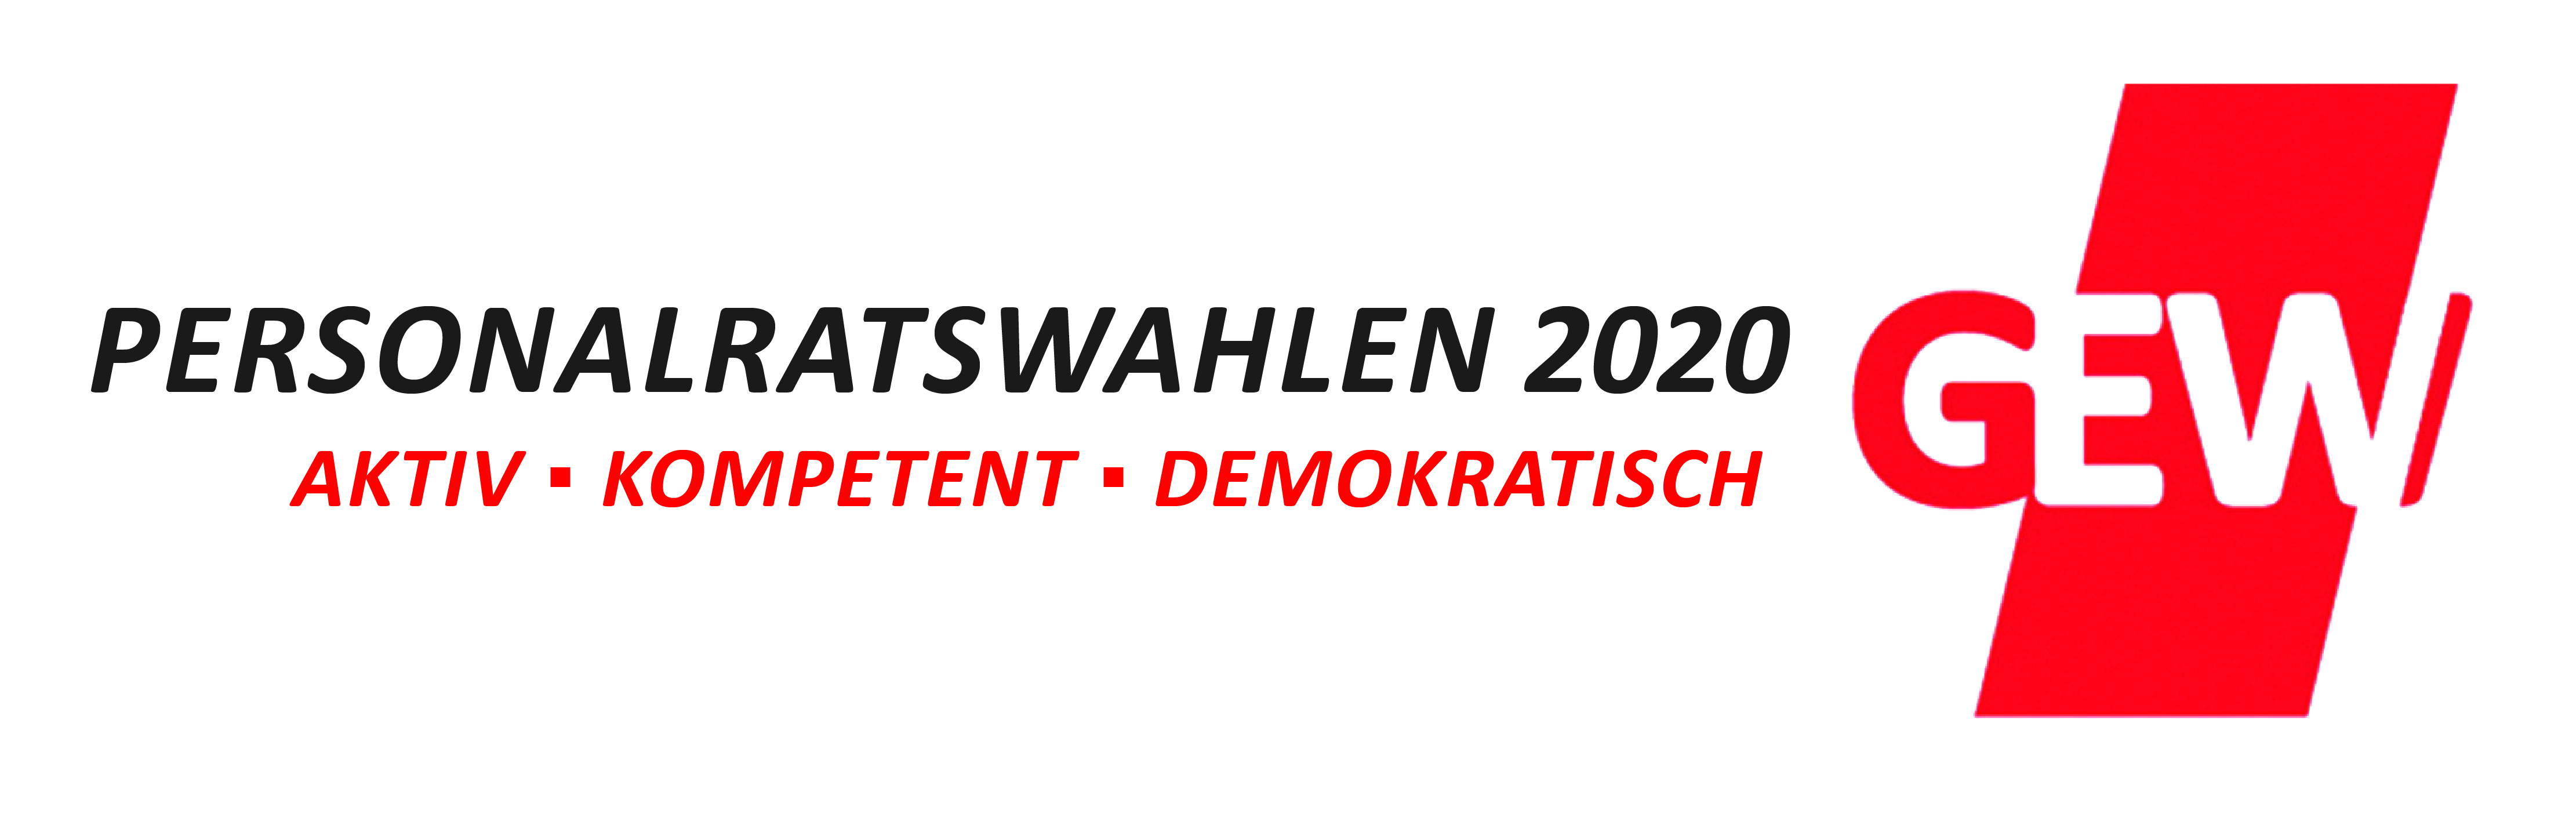 PERSONALRATSWAHLEN 2020
AKTIV ▪ KOMPETENT ▪ DEMOKRATISCH
GEW